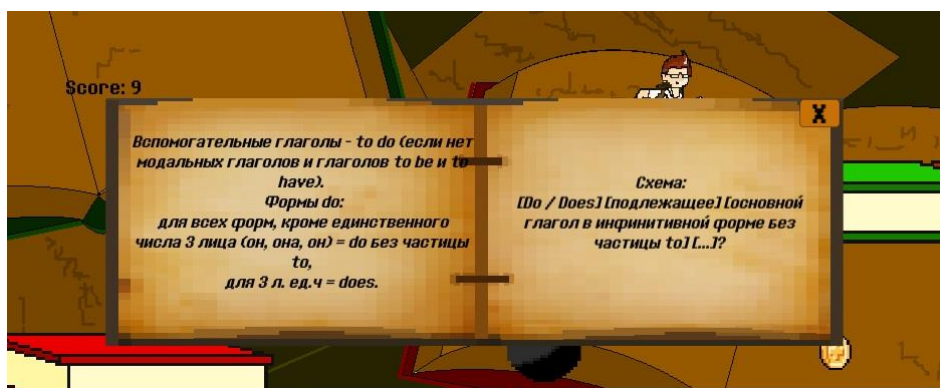 Score: 9
X
Вспомогательные глаголы - to do (если нет
модальных глаголов и глаголов to be и to
have).
Формы do:
для всех форм, кроме единственного
числа 3 лица (он, она, он) = do без частицы
to,
для 3 л. ед.ч = does.
Схема:
[Do / Does] [подлежащее] [основной
глагол в инфинитивной форме без
частицы to] [...]?